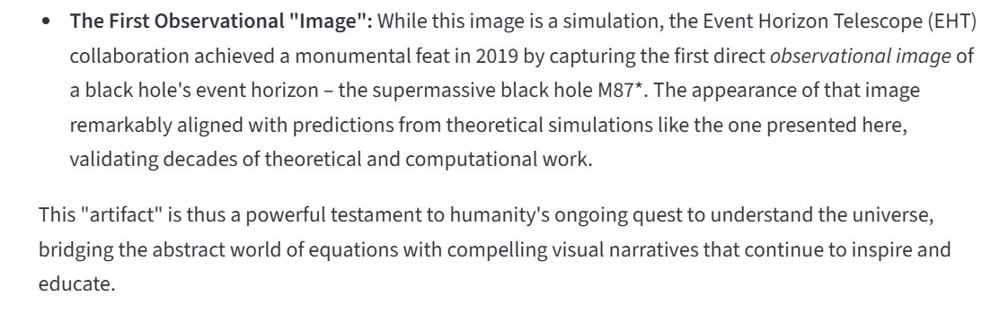 • The First Observational "Image": While this image is a simulation, the Event Horizon Telescope (EHT)
collaboration achieved a monumental feat in 2019 by capturing the first direct observational image of
a black hole's event horizon – the supermassive black hole M87*. The appearance of that image
remarkably aligned with predictions from theoretical simulations like the one presented here,
validating decades of theoretical and computational work.
This "artifact" is thus a powerful testament to humanity's ongoing quest to understand the universe,
bridging the abstract world of equations with compelling visual narratives that continue to inspire and
educate.